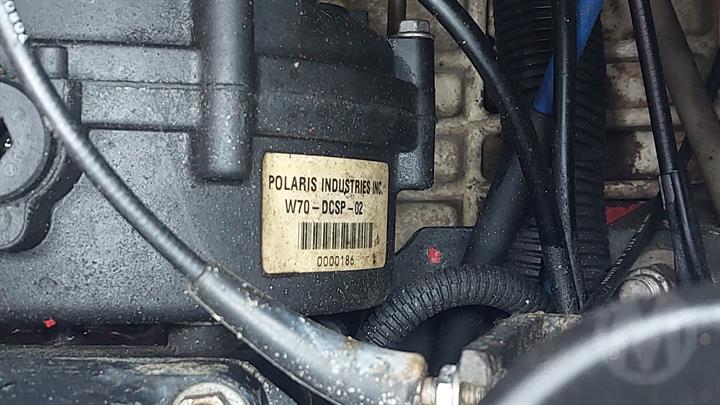 POLARIS INDUSTRIES INC.
W70-DCSP-02
0000186